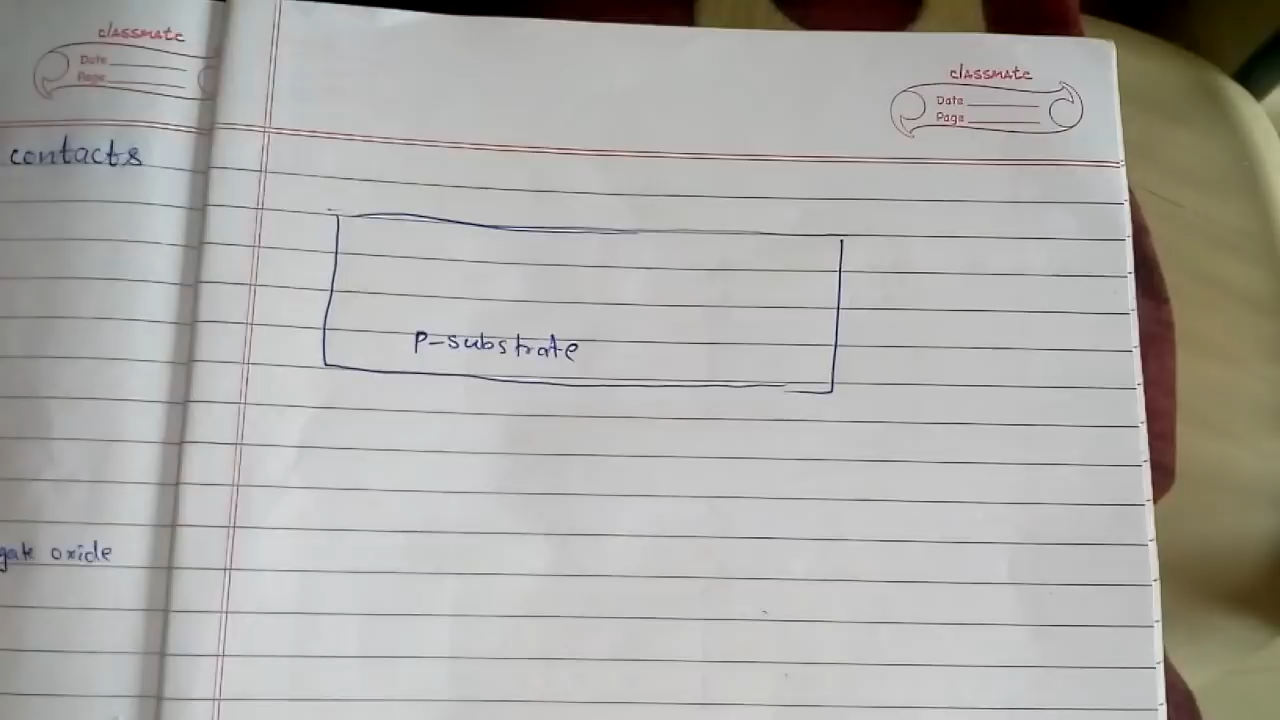 classmate
Date
Page
contacts
gate oxide
classmate
Date
Page
P-substrate